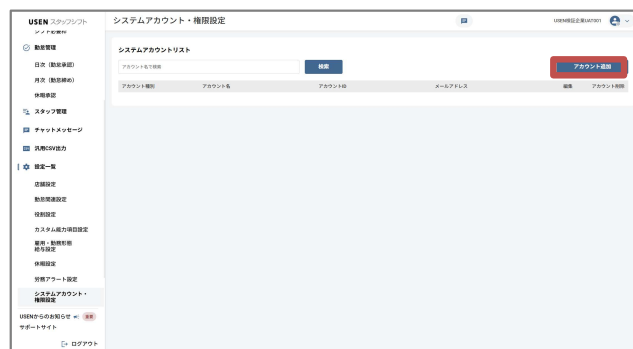 USEN スタッフシフト
システムアカウント・権限設定
USEN検証企業UAT001
シフト必要枠
勤怠管理
日次（勤怠承認）
月次（勤怠締め）
休暇承認
スタッフ管理
チャットメッセージ
汎用CSV出力
設定一覧
店舗設定
勤怠関連設定
役割設定
カスタム能力項目設定
雇用・勤務形態
給与設定
休暇設定
労務アラート設定
システムアカウント・
権限設定
USENからのお知らせ 重要
サポートサイト
ログアウト
システムアカウントリスト
アカウント名で検索
検索
アカウント追加
アカウント種別 アカウント名 アカウントID メールアドレス 編集 アカウント削除